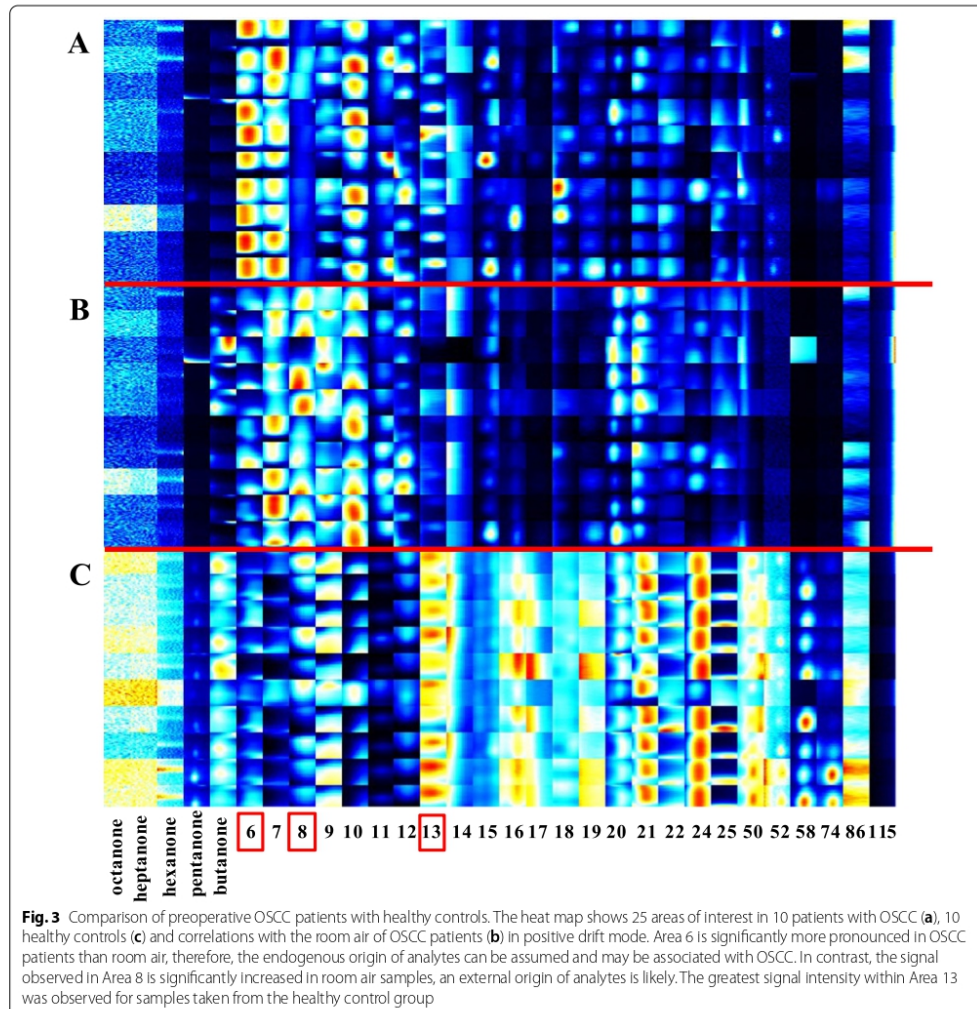 A
B
C
octanone
heptanone
hexanone
pentanone
butanone
6 7 8 9 10 11 12 13 14 15 16 17 18 19 20 21 22 24 25 50 52 58 74 86 115
Fig. 3 Comparison of preoperative OSCC patients with healthy controls. The heat map shows 25 areas of interest in 10 patients with OSCC (a), 10
healthy controls (c) and correlations with the room air of OSCC patients (b) in positive drift mode. Area 6 is significantly more pronounced in OSCC
patients than room air, therefore, the endogenous origin of analytes can be assumed and may be associated with OSCC. In contrast, the signal
observed in Area 8 is significantly increased in room air samples, an external origin of analytes is likely. The greatest signal intensity within Area 13
was observed for samples taken from the healthy control group